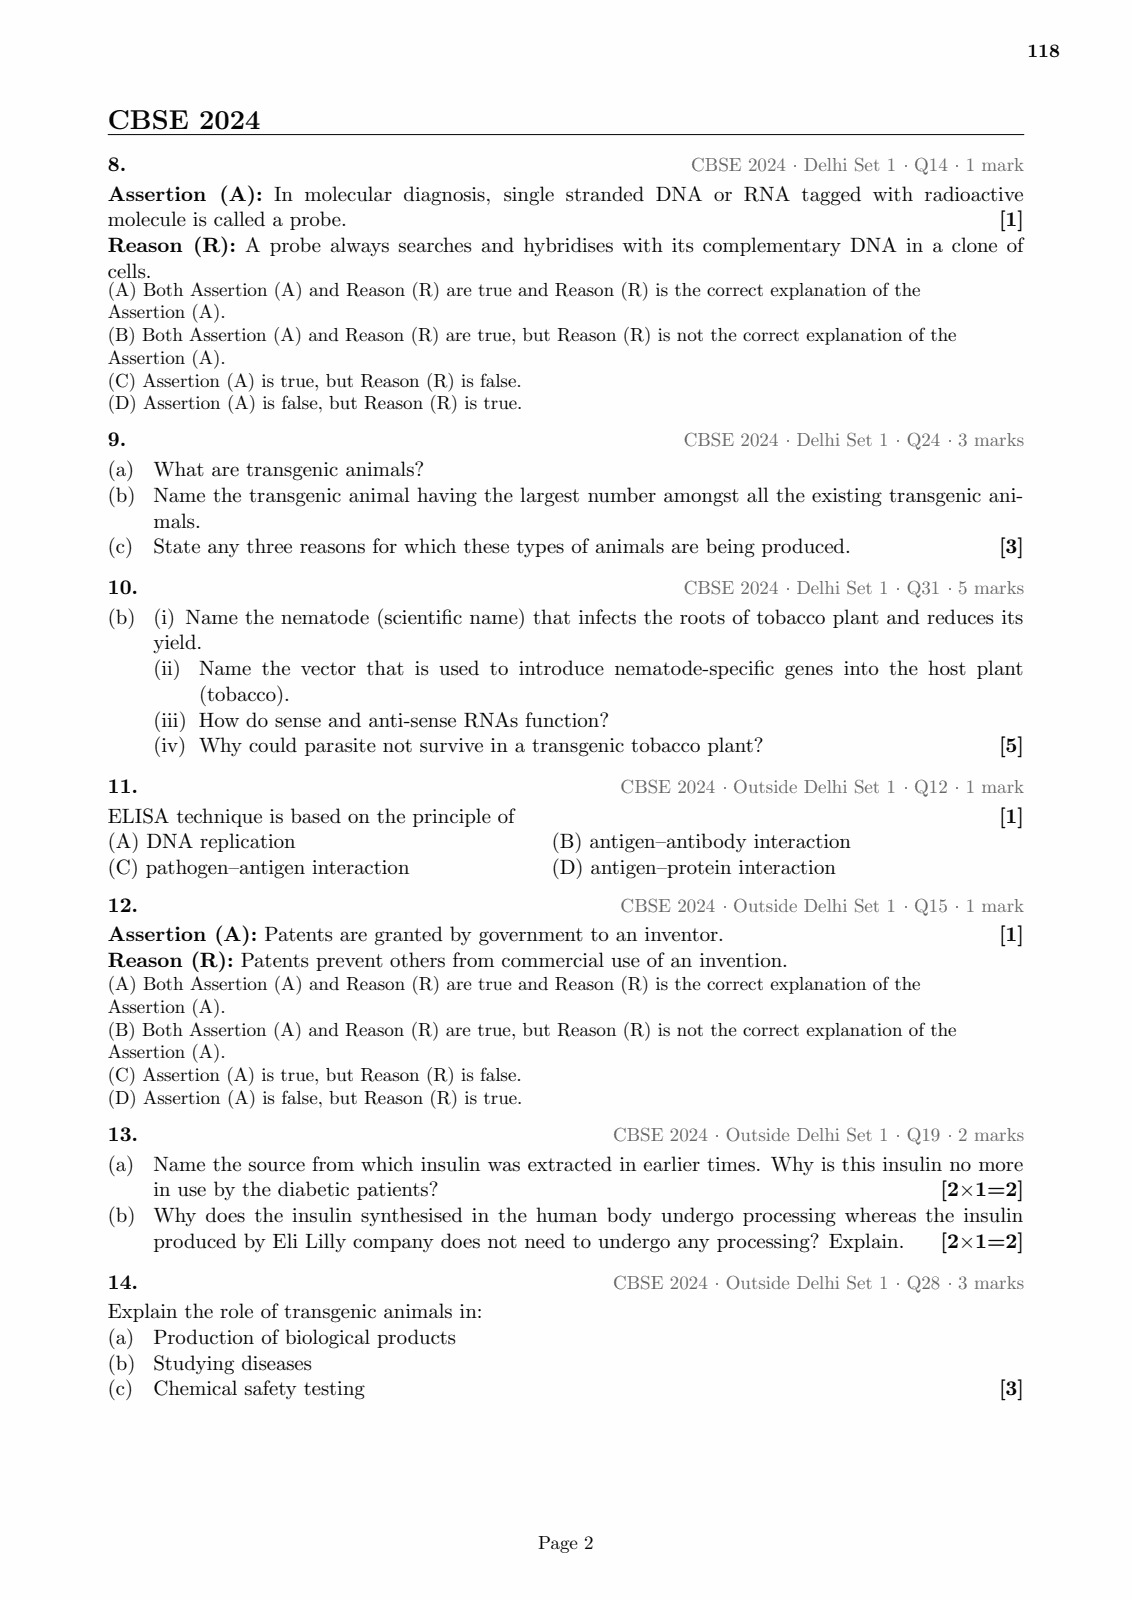 118
CBSE 2024
8. CBSE 2024 · Delhi Set 1 · Q14 · 1 mark
Assertion (A): In molecular diagnosis, single stranded DNA or RNA tagged with radioactive
molecule is called a probe. [1]
Reason (R): A probe always searches and hybridises with its complementary DNA in a clone of
cells.
(A) Both Assertion (A) and Reason (R) are true and Reason (R) is the correct explanation of the
Assertion (A).
(B) Both Assertion (A) and Reason (R) are true, but Reason (R) is not the correct explanation of the
Assertion (A).
(C) Assertion (A) is true, but Reason (R) is false.
(D) Assertion (A) is false, but Reason (R) is true.
9. CBSE 2024 · Delhi Set 1 · Q24 · 3 marks
(a) What are transgenic animals?
(b) Name the transgenic animal having the largest number amongst all the existing transgenic ani-
mals.
(c) State any three reasons for which these types of animals are being produced. [3]
10. CBSE 2024 · Delhi Set 1 · Q31 · 5 marks
(b) (i) Name the nematode (scientific name) that infects the roots of tobacco plant and reduces its
yield.
(ii) Name the vector that is used to introduce nematode-specific genes into the host plant
(tobacco).
(iii) How do sense and anti-sense RNAs function?
(iv) Why could parasite not survive in a transgenic tobacco plant? [5]
11. CBSE 2024 · Outside Delhi Set 1 · Q12 · 1 mark
ELISA technique is based on the principle of [1]
(A) DNA replication (B) antigen–antibody interaction
(C) pathogen–antigen interaction (D) antigen–protein interaction
12. CBSE 2024 · Outside Delhi Set 1 · Q15 · 1 mark
Assertion (A): Patents are granted by government to an inventor. [1]
Reason (R): Patents prevent others from commercial use of an invention.
(A) Both Assertion (A) and Reason (R) are true and Reason (R) is the correct explanation of the
Assertion (A).
(B) Both Assertion (A) and Reason (R) are true, but Reason (R) is not the correct explanation of the
Assertion (A).
(C) Assertion (A) is true, but Reason (R) is false.
(D) Assertion (A) is false, but Reason (R) is true.
13. CBSE 2024 · Outside Delhi Set 1 · Q19 · 2 marks
(a) Name the source from which insulin was extracted in earlier times. Why is this insulin no more
in use by the diabetic patients? [2×1=2]
(b) Why does the insulin synthesised in the human body undergo processing whereas the insulin
produced by Eli Lilly company does not need to undergo any processing? Explain. [2×1=2]
14. CBSE 2024 · Outside Delhi Set 1 · Q28 · 3 marks
Explain the role of transgenic animals in:
(a) Production of biological products
(b) Studying diseases
(c) Chemical safety testing [3]
Page 2